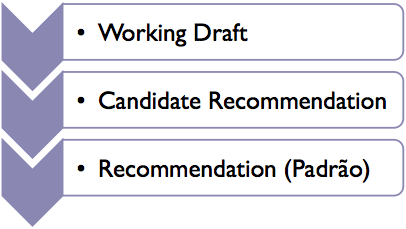 • Working Draft
• Candidate Recommendation
• Recommendation (Padrão)